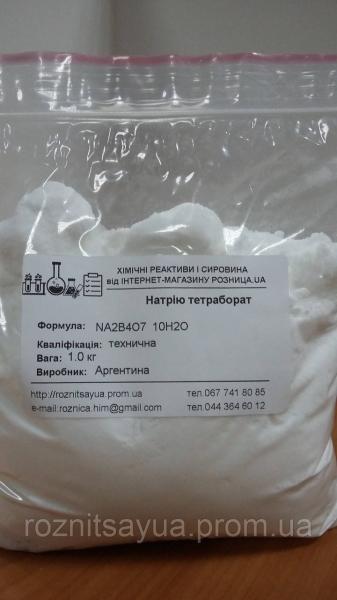 ХІМІЧНІ РЕАКТИВИ І СИРОВИНА
від ІНТЕРНЕТ-МАГАЗИНУ РОЗНИЦА.UA
Натрію тетраборат
Формула: NA2B4O7 10H2O
Кваліфікація: технична
Вага: 1.0 кг
Виробник: Аргентина
http://roznitsayua.prom.ua тел.067 741 80 85
e-mail:roznica.him@gmail.com тел.044 364 60 12
roznitsayua.prom.ua